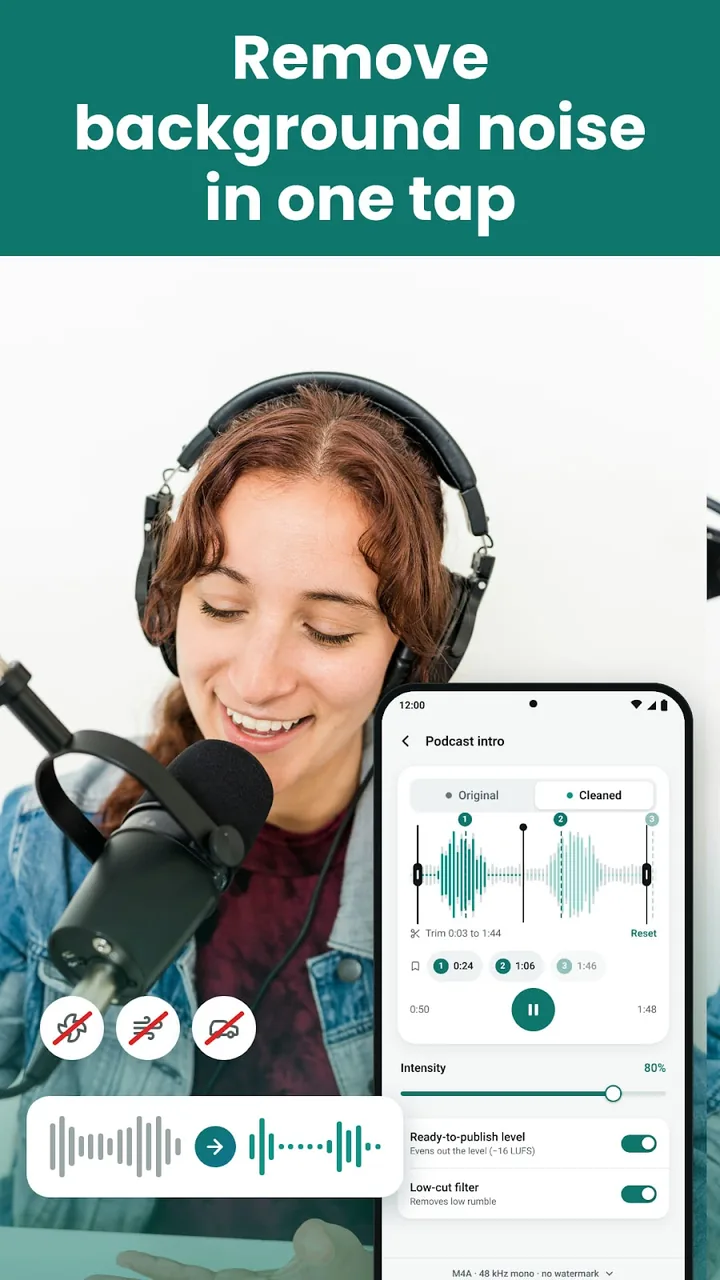 Remove
background noise
in one tap
12:00
Podcast intro
Original
Cleaned
1
2
3
Trim 0:03 to 1:44
Reset
1 0:24
2 1:06
3 1:46
0:50
1:48
Intensity
80%
Ready-to-publish level
Evens out the level (−16 LUFS)
Low-cut filter
Removes low rumble
M4A · 48 kHz mono · no watermark